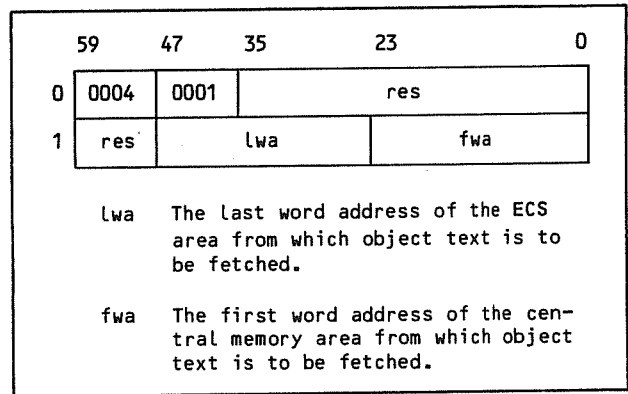 59 47 35 23 0
0 0004 0001 res
1 res lwa fwa
lwa The last word address of the ECS
area from which object text is to
be fetched.
fwa The first word address of the cen-
tral memory area from which object
text is to be fetched.